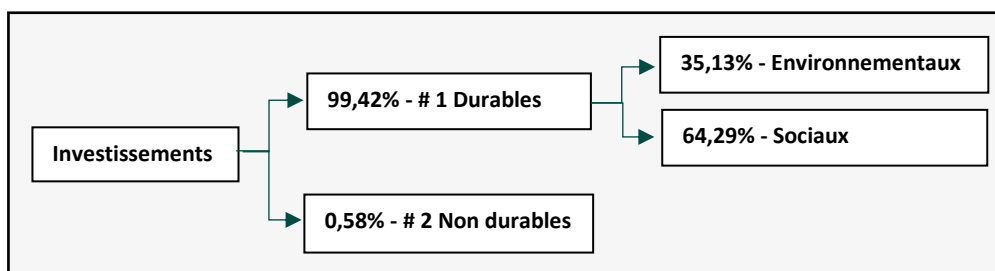 Investissements
99,42% - # 1 Durables
0,58% - # 2 Non durables
35,13% - Environnementaux
64,29% - Sociaux